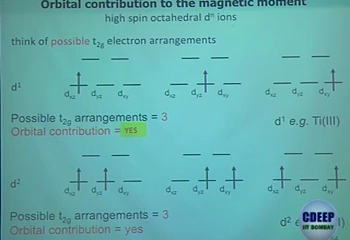 Orbital contribution to the magnetic moment
high spin octahedral dⁿ ions
think of possible t₂g electron arrangements
d¹
dxz dyz dxy dxz dyz dxy dxz dyz dxy
Possible t₂g arrangements = 3 d¹ e.g. Ti(III)
Orbital contribution = YES
d²
dxz dyz dxy dxz dyz dxy dxz dyz dxy
Possible t₂g arrangements = 3
Orbital contribution = yes d²
CDEEP
IIT BOMBAY